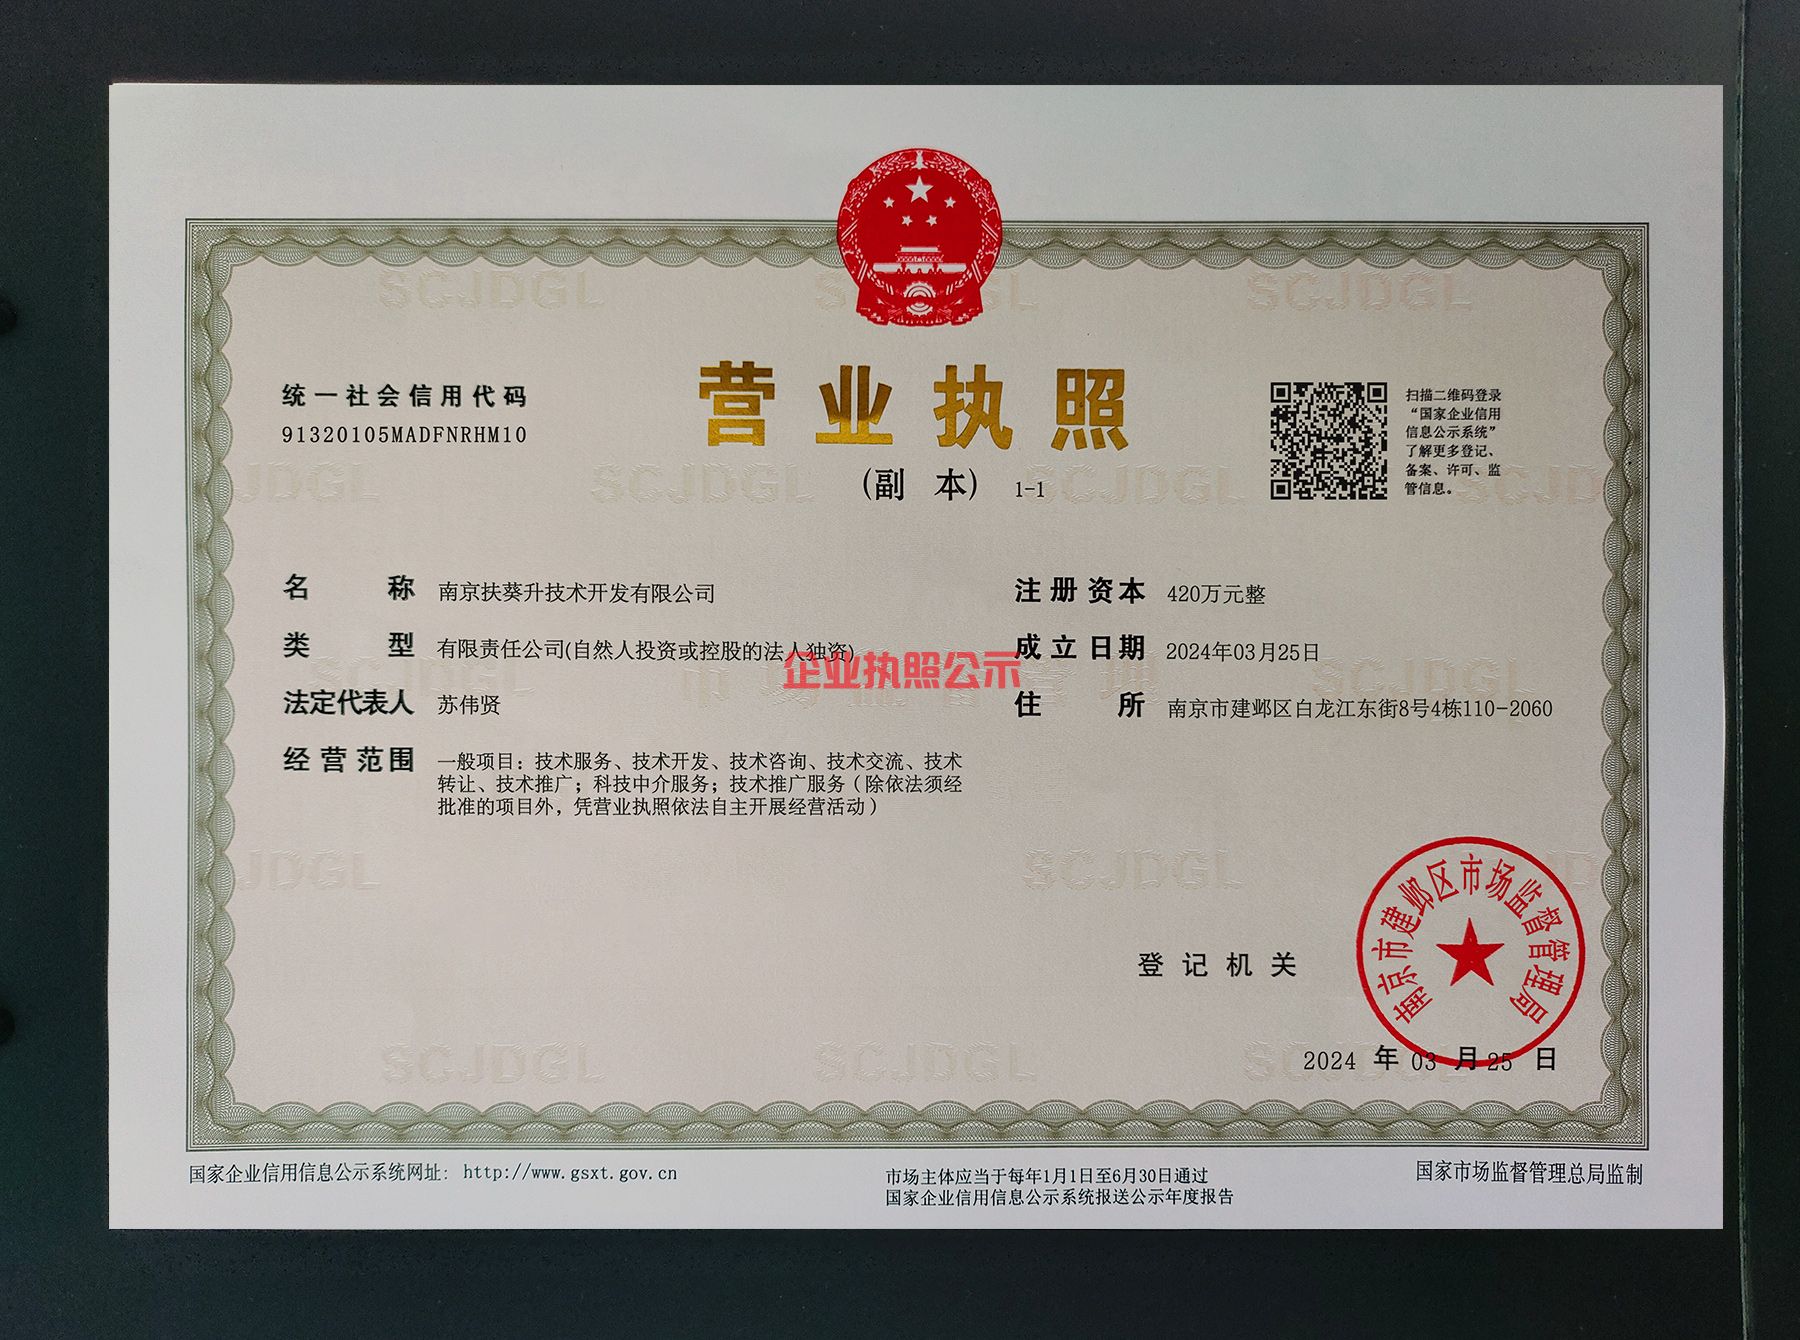 统一社会信用代码
91320105MADFNRHM10
营业执照
(副 本) 1-1
扫描二维码登录
“国家企业信用
信息公示系统”
了解更多登记、
备案、许可、监
管信息。
名 称 南京扶葵升技术开发有限公司
类 型 有限责任公司(自然人投资或控股的法人独资)
法定代表人 苏伟贤
经营范围 一般项目：技术服务、技术开发、技术咨询、技术交流、技术
转让、技术推广；科技中介服务；技术推广服务（除依法须经
批准的项目外，凭营业执照依法自主开展经营活动）
注册资本 420万元整
成立日期 2024年03月25日
住 所 南京市建邺区白龙江东街8号4栋110-2060
企业执照公示
登记机关
南京市建邺区市场监督管理局
2024 年 03 月 25 日
国家企业信用信息公示系统网址：http://www.gsxt.gov.cn
市场主体应当于每年1月1日至6月30日通过
国家企业信用信息公示系统报送公示年度报告
国家市场监督管理总局监制
SCJDGL